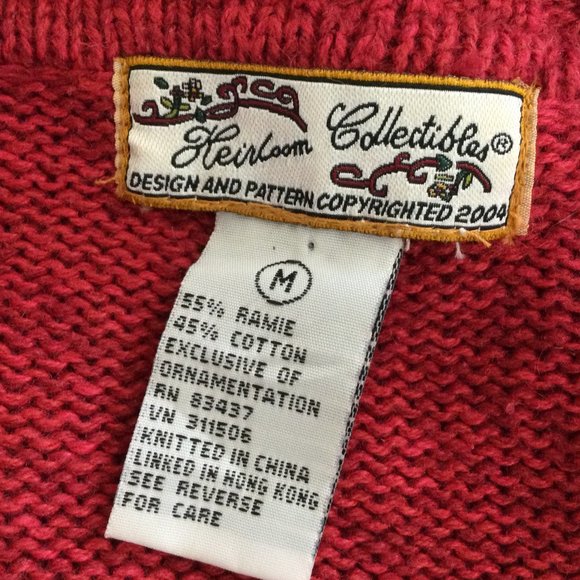 Heirloom Collectibles®
DESIGN AND PATTERN COPYRIGHTED 2004
M
55% RAMIE
45% COTTON
EXCLUSIVE OF
ORNAMENTATION
RN 83437
VN 311506
KNITTED IN CHINA
LINKED IN HONG KONG
SEE REVERSE
FOR CARE